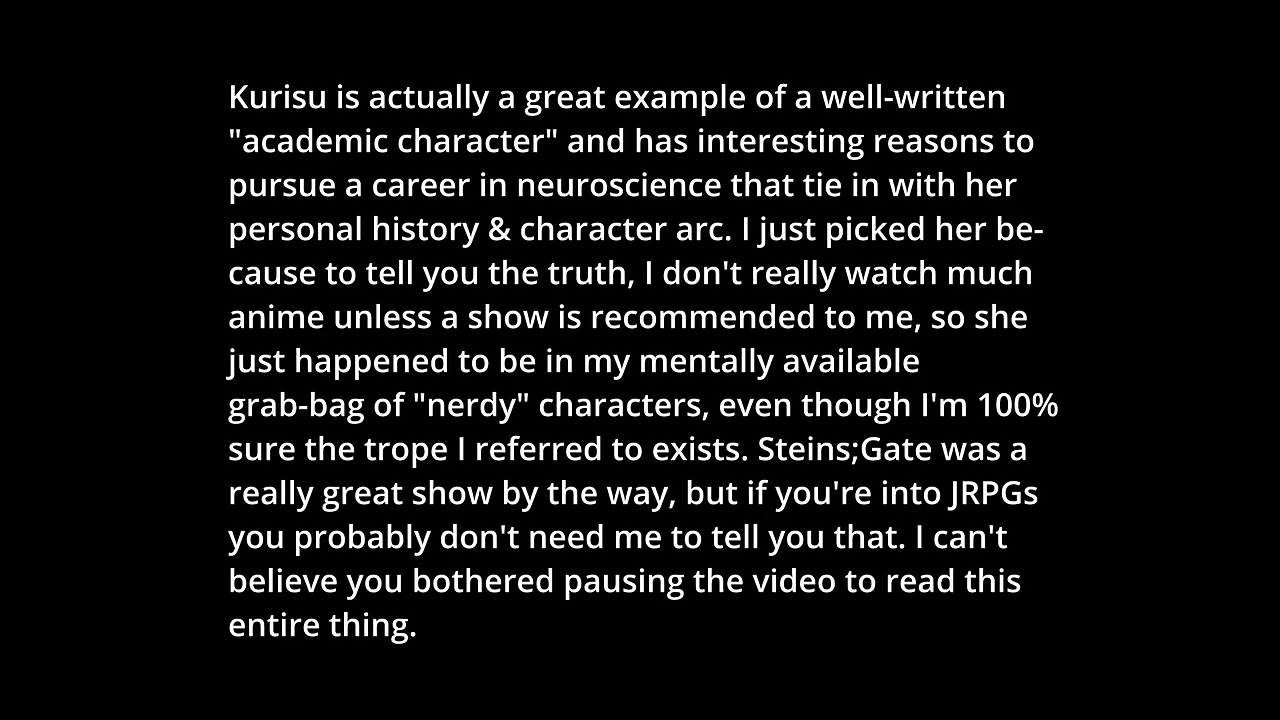 Kurisu is actually a great example of a well-written
"academic character" and has interesting reasons to
pursue a career in neuroscience that tie in with her
personal history & character arc. I just picked her be-
cause to tell you the truth, I don't really watch much
anime unless a show is recommended to me, so she
just happened to be in my mentally available
grab-bag of "nerdy" characters, even though I'm 100%
sure the trope I referred to exists. Steins;Gate was a
really great show by the way, but if you're into JRPGs
you probably don't need me to tell you that. I can't
believe you bothered pausing the video to read this
entire thing.